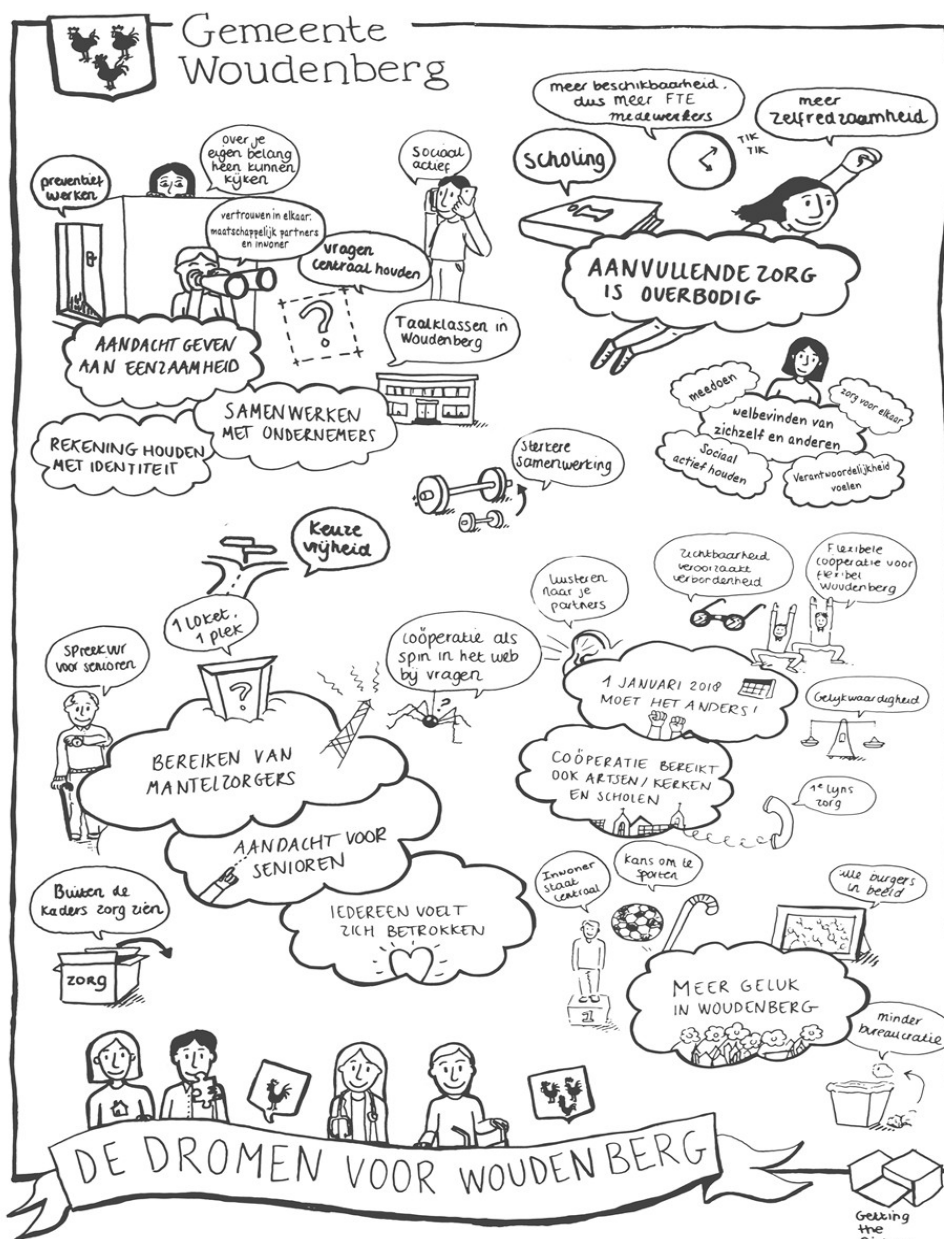 Gemeente
Woudenberg
preventief
werken
over je
eigen belang
heen kunnen
kijken
vertrouwen in elkaar,
maatschappelijk partners
en inwoner
vragen
centraal houden
sociaal
actief
Taalklassen in
Woudenberg
AANDACHT GEVEN
AAN EENZAAMHEID
SAMENWERKEN
MET ONDERNEMERS
REKENING HOUDEN
MET IDENTITEIT
meer beschikbaarheid,
dus meer FTE
medewerkers
TIK
TIK
meer
zelfredzaamheid
scholing
AANVULLENDE ZORG
IS OVERBODIG
meedoen
zorg voor elkaar
welbevinden van
zichzelf en anderen
Sociaal
actief houden
Verantwoordelijkheid
voelen
sterkere
samenwerking
Keuze
vrijheid
1 LOKET,
1 plek
?
Spreekuur
voor senioren
coöperatie als
spin in het web
bij vragen
?
BEREIKEN VAN
MANTELZORGERS
AANDACHT VOOR
SENIOREN
IEDEREEN VOELT
ZICH BETROKKEN
Buiten de
kaders zorg zien
ZORG
Luisteren
naar je
partners
Zichtbaarheid
veroorzaakt
verbondenheid
Flexibele
coöperatie voor
flexibel
Woudenberg
1 JANUARI 2018
MOET HET ANDERS!
Gelijkwaardigheid
COÖPERATIE BEREIKT
OOK ARTSEN/KERKEN
EN SCHOLEN
1e lijns
zorg
Inwoner
staat
centraal
1
kans om te
sporten
alle burgers
in beeld
MEER GELUK
IN WOUDENBERG
minder
bureaucratie
DE DROMEN VOOR WOUDENBERG
Getting
the